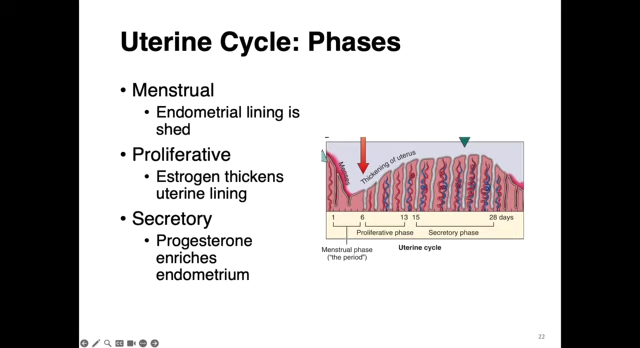 Uterine Cycle: Phases
• Menstrual
• Endometrial lining is
shed
• Proliferative
• Estrogen thickens
uterine lining
• Secretory
• Progesterone
enriches
endometrium
Menses
Thickening of uterus
1 6 13 15 28 days
Proliferative phase Secretory phase
Menstrual phase
("the period")
Uterine cycle
22